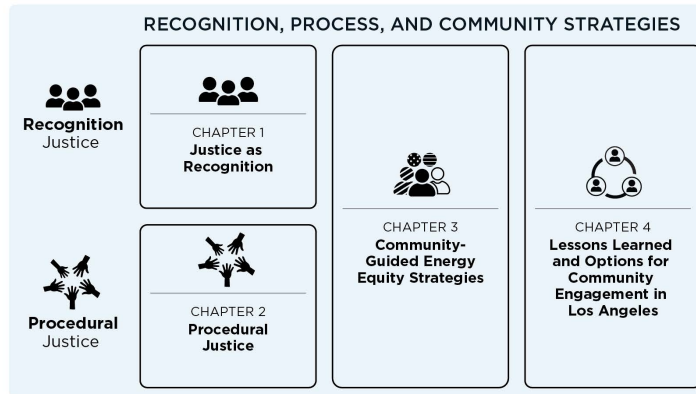 RECOGNITION, PROCESS, AND COMMUNITY STRATEGIES
Recognition
Justice
CHAPTER 1
Justice as
Recognition
Procedural
Justice
CHAPTER 2
Procedural
Justice
CHAPTER 3
Community-
Guided Energy
Equity Strategies
CHAPTER 4
Lessons Learned
and Options for
Community
Engagement in
Los Angeles